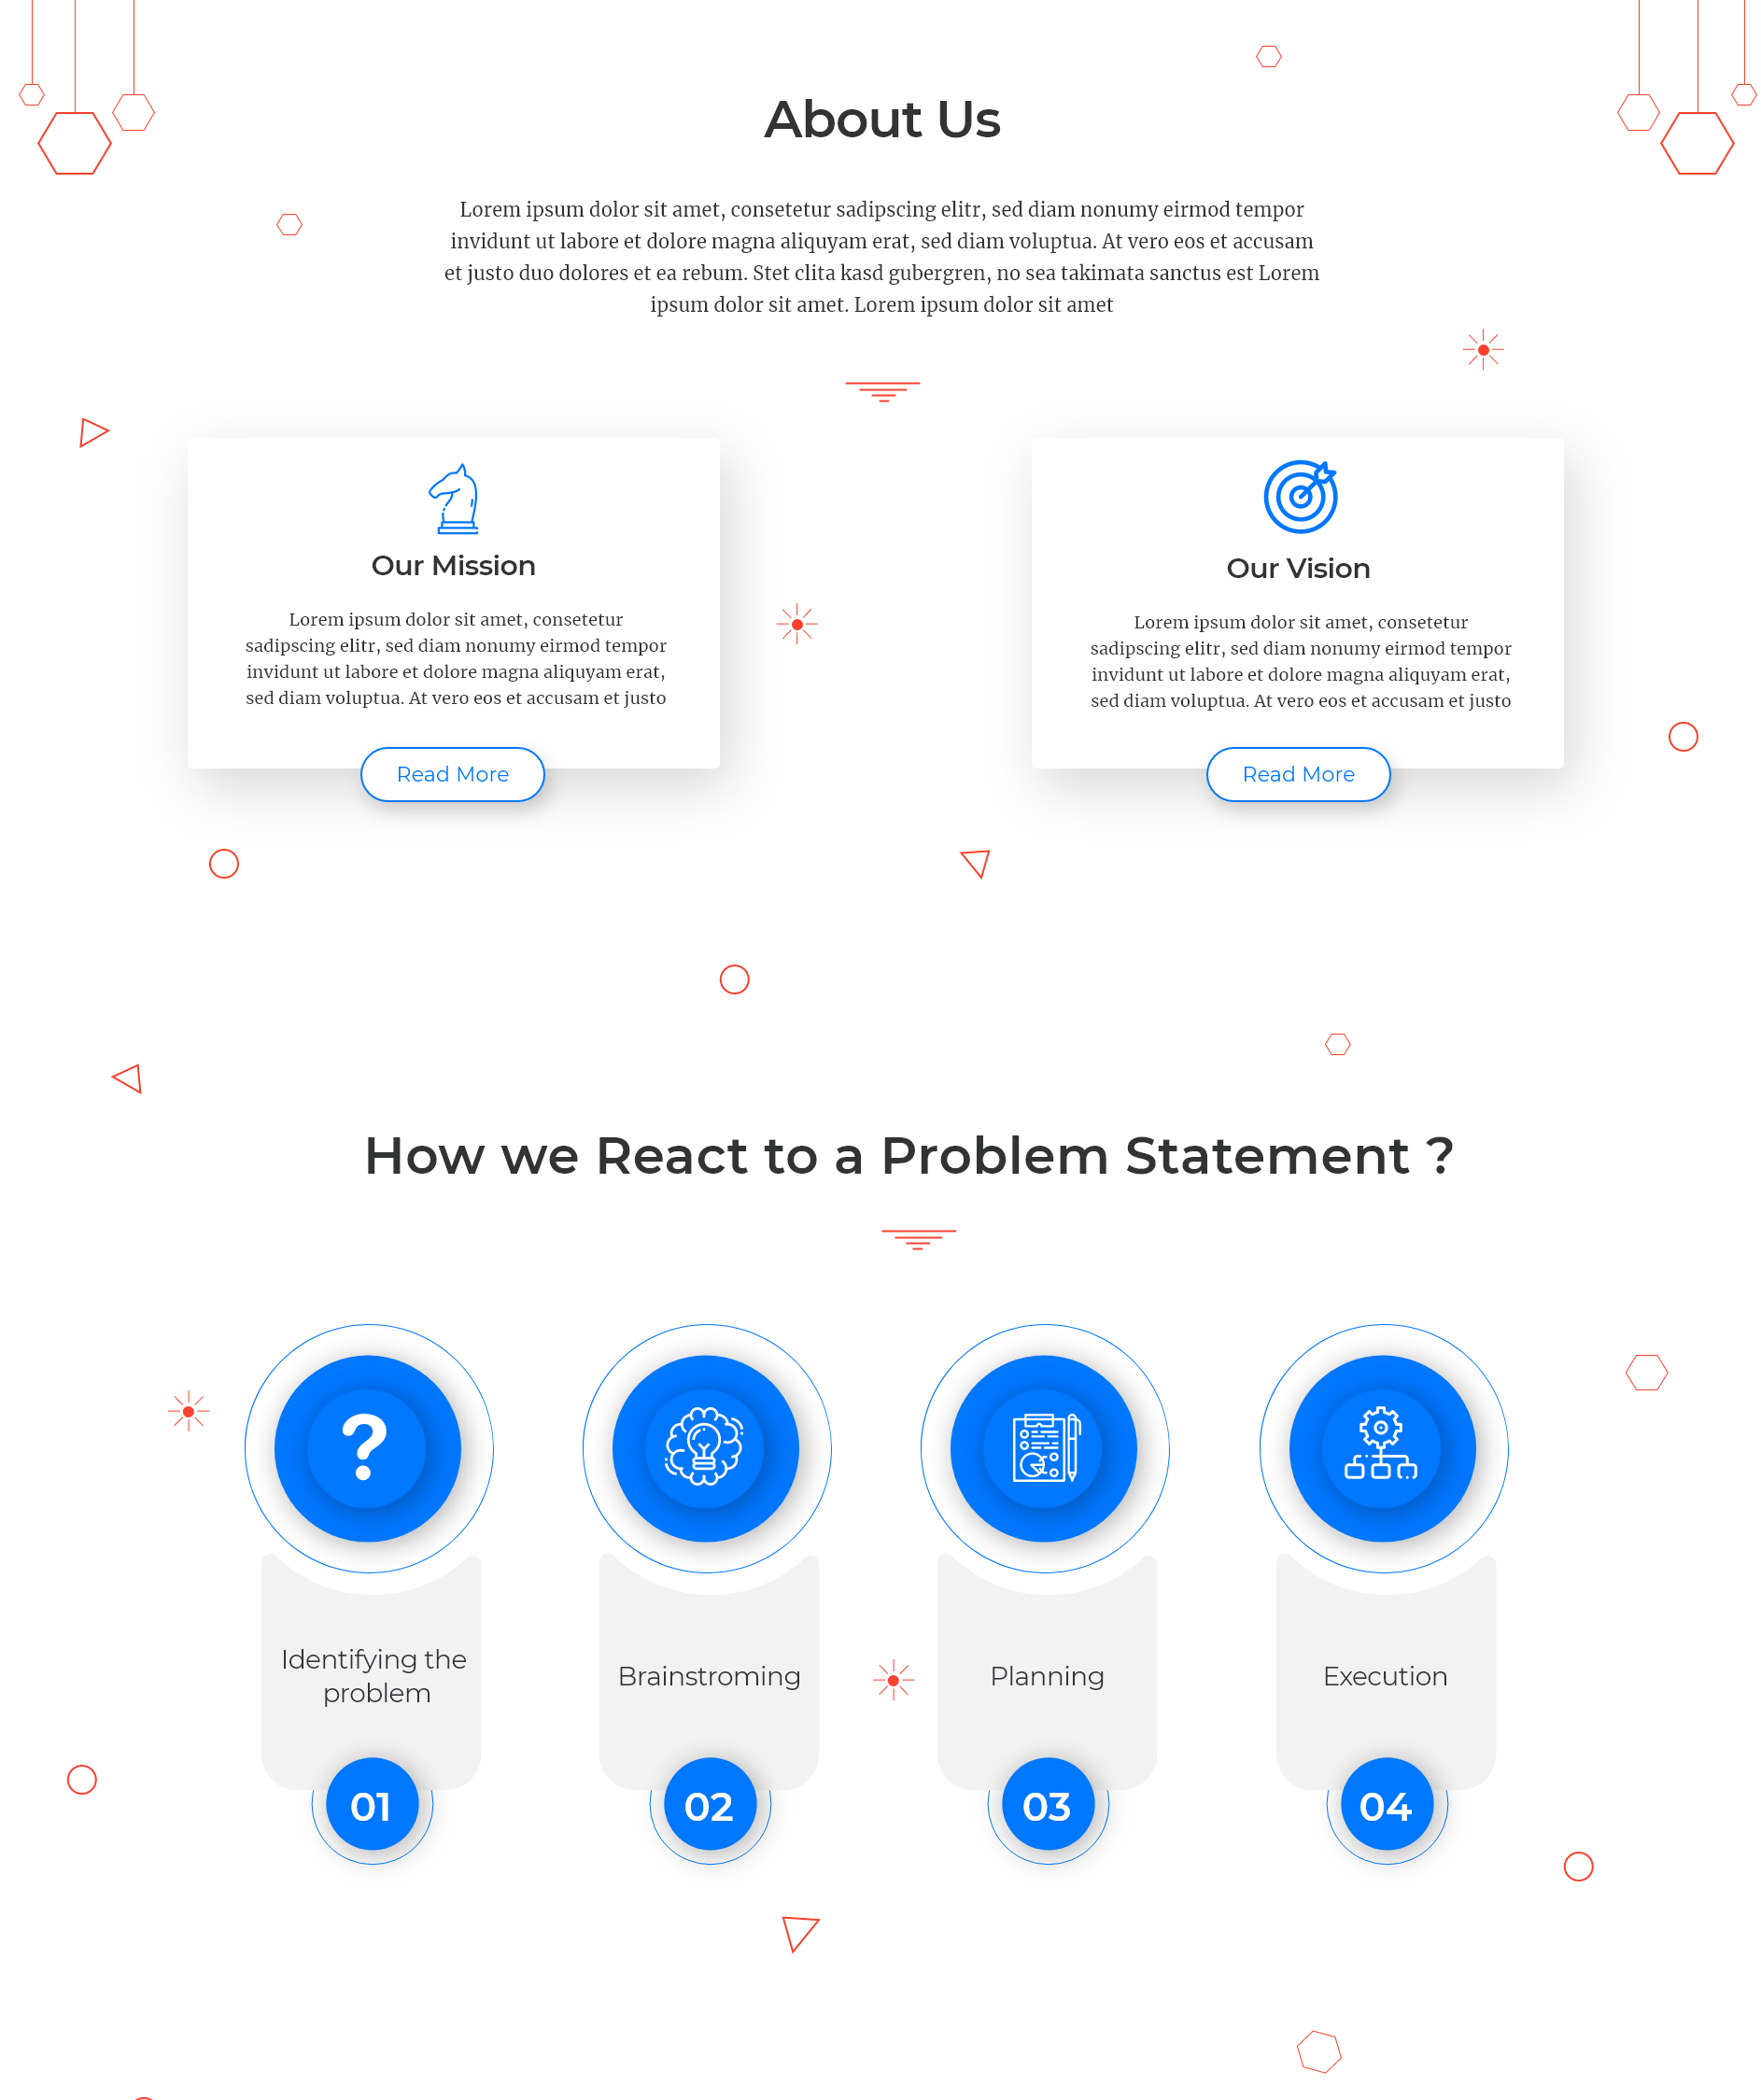 About Us
Lorem ipsum dolor sit amet, consetetur sadipscing elitr, sed diam nonumy eirmod tempor
invidunt ut labore et dolore magna aliquyam erat, sed diam voluptua. At vero eos et accusam
et justo duo dolores et ea rebum. Stet clita kasd gubergren, no sea takimata sanctus est Lorem
ipsum dolor sit amet. Lorem ipsum dolor sit amet
Our Mission
Lorem ipsum dolor sit amet, consetetur
sadipscing elitr, sed diam nonumy eirmod tempor
invidunt ut labore et dolore magna aliquyam erat,
sed diam voluptua. At vero eos et accusam et justo
Read More
Our Vision
Lorem ipsum dolor sit amet, consetetur
sadipscing elitr, sed diam nonumy eirmod tempor
invidunt ut labore et dolore magna aliquyam erat,
sed diam voluptua. At vero eos et accusam et justo
Read More
How we React to a Problem Statement ?
?
Identifying the
problem
01
Brainstroming
02
Planning
03
Execution
04